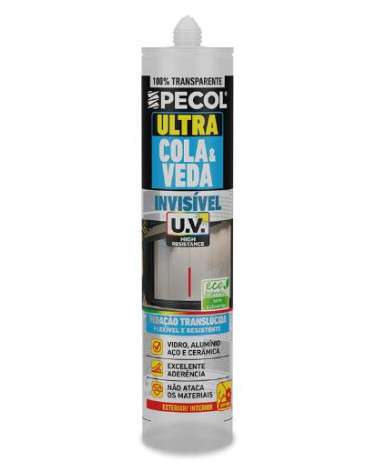 100% TRANSPARENTE
PECOL®
ULTRA
COLA&
VEDA
INVISÍVEL
U.V.
HIGH
RESISTANCE
eco
VEDAÇÃO TRANSLÚCIDA
FLEXÍVEL E RESISTENTE
VIDRO, ALUMÍNIO
AÇO E CERÂMICA
EXCELENTE
ADERÊNCIA
NÃO ATACA
OS MATERIAIS
EXTERIOR/ INTERIOR